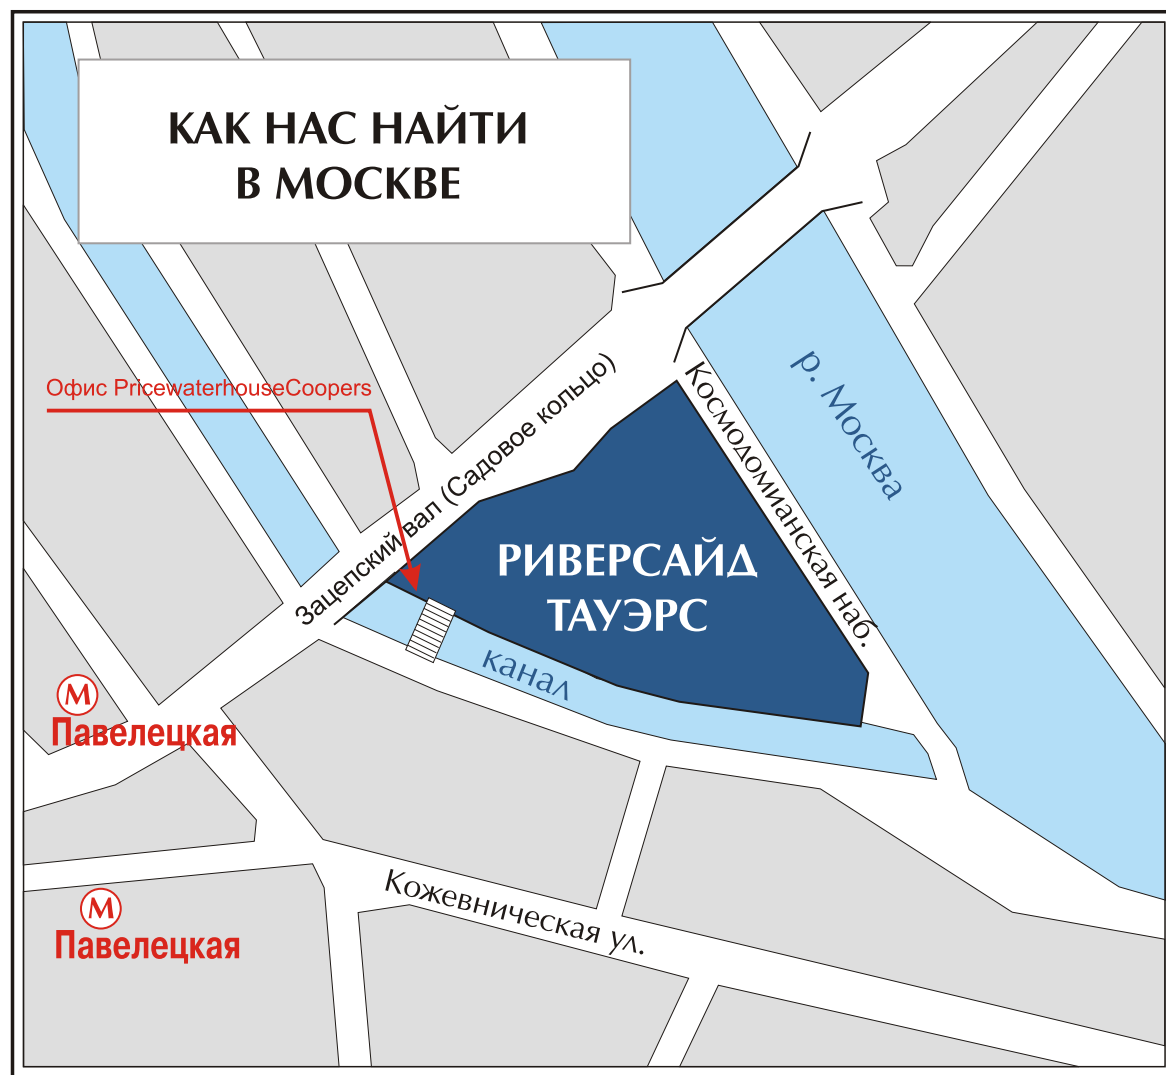 КАК НАС НАЙТИ
В МОСКВЕ
Офис PricewaterhouseCoopers
Зацепский вал (Садовое кольцо)
Космодомианская наб.
р. Москва
РИВЕРСАЙД
ТАУЭРС
канал
М
Павелецкая
М
Павелецкая
Кожевническая ул.